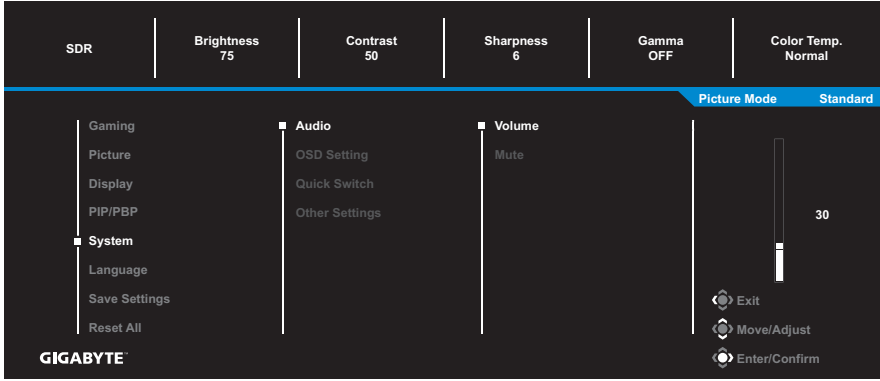 SDR Brightness Contrast Sharpness Gamma Color Temp.
75 50 6 OFF Normal
Picture Mode Standard
Gaming Audio Volume
Picture OSD Setting Mute
Display Quick Switch
PIP/PBP Other Settings 30
System
Language
Save Settings Exit
Reset All Move/Adjust
GIGABYTE™ Enter/Confirm